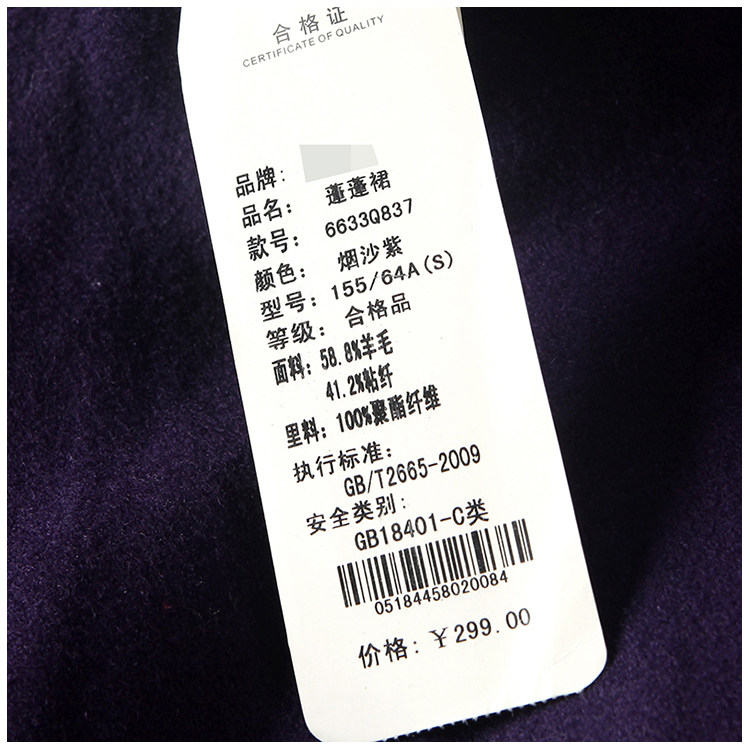 合格证
CERTIFICATE OF QUALITY
品牌:
品名: 蓬蓬裙
款号: 6633Q837
颜色: 烟沙紫
型号: 155/64A(S)
等级: 合格品
面料: 58.8%羊毛
41.2%粘纤
里料: 100%聚酯纤维
执行标准:
GB/T2665-2009
安全类别:
GB18401-C类
05184458020084
价格: ¥299.00